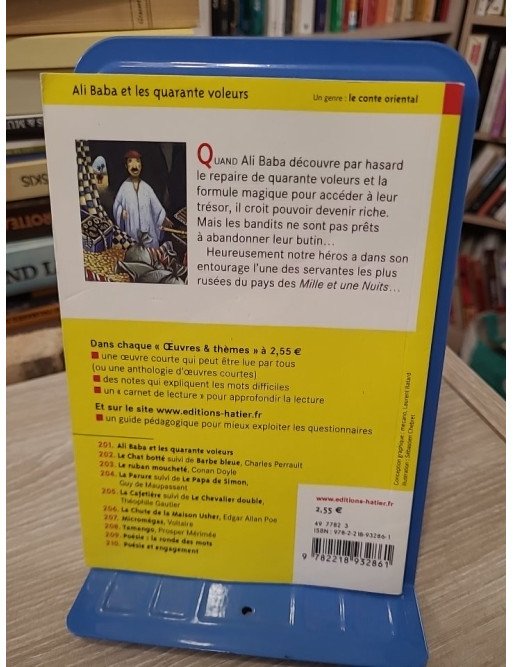 Ali Baba et les quarante voleurs
Un genre : le conte oriental
QUAND Ali Baba découvre par hasard
le repaire de quarante voleurs et la
formule magique pour accéder à leur
trésor, il croit pouvoir devenir riche.
Mais les bandits ne sont pas prêts
à abandonner leur butin...
Heureusement notre héros a dans son
entourage l'une des servantes les plus
rusées du pays des Mille et une Nuits...
Dans chaque « Œuvres & thèmes » à 2,55 €
une œuvre courte qui peut être lue par tous
(ou une anthologie d'œuvres courtes)
des notes qui expliquent les mots difficiles
un « carnet de lecture » pour approfondir la lecture
Et sur le site www.editions-hatier.fr
un guide pédagogique pour mieux exploiter les questionnaires
201. Ali Baba et les quarante voleurs
202. Le Chat botté suivi de Barbe bleue, Charles Perrault
203. Le ruban moucheté, Conan Doyle
204. La Parure suivi de Le Papa de Simon,
Guy de Maupassant
205. La Cafetière suivi de Le Chevalier double,
Théophile Gautier
206. La Chute de la Maison Usher, Edgar Allan Poe
207. Micromégas, Voltaire
208. Tamango, Prosper Mérimée
209. Poésie : la ronde des mots
210. Poésie et engagement
Conception graphique : mecano, Laurent Batard
Illustration : Sébastien Chebret
www.editions-hatier.fr
2,55 €
49 7782 3
ISBN : 978-2-218-93286-1
9 782218 932861